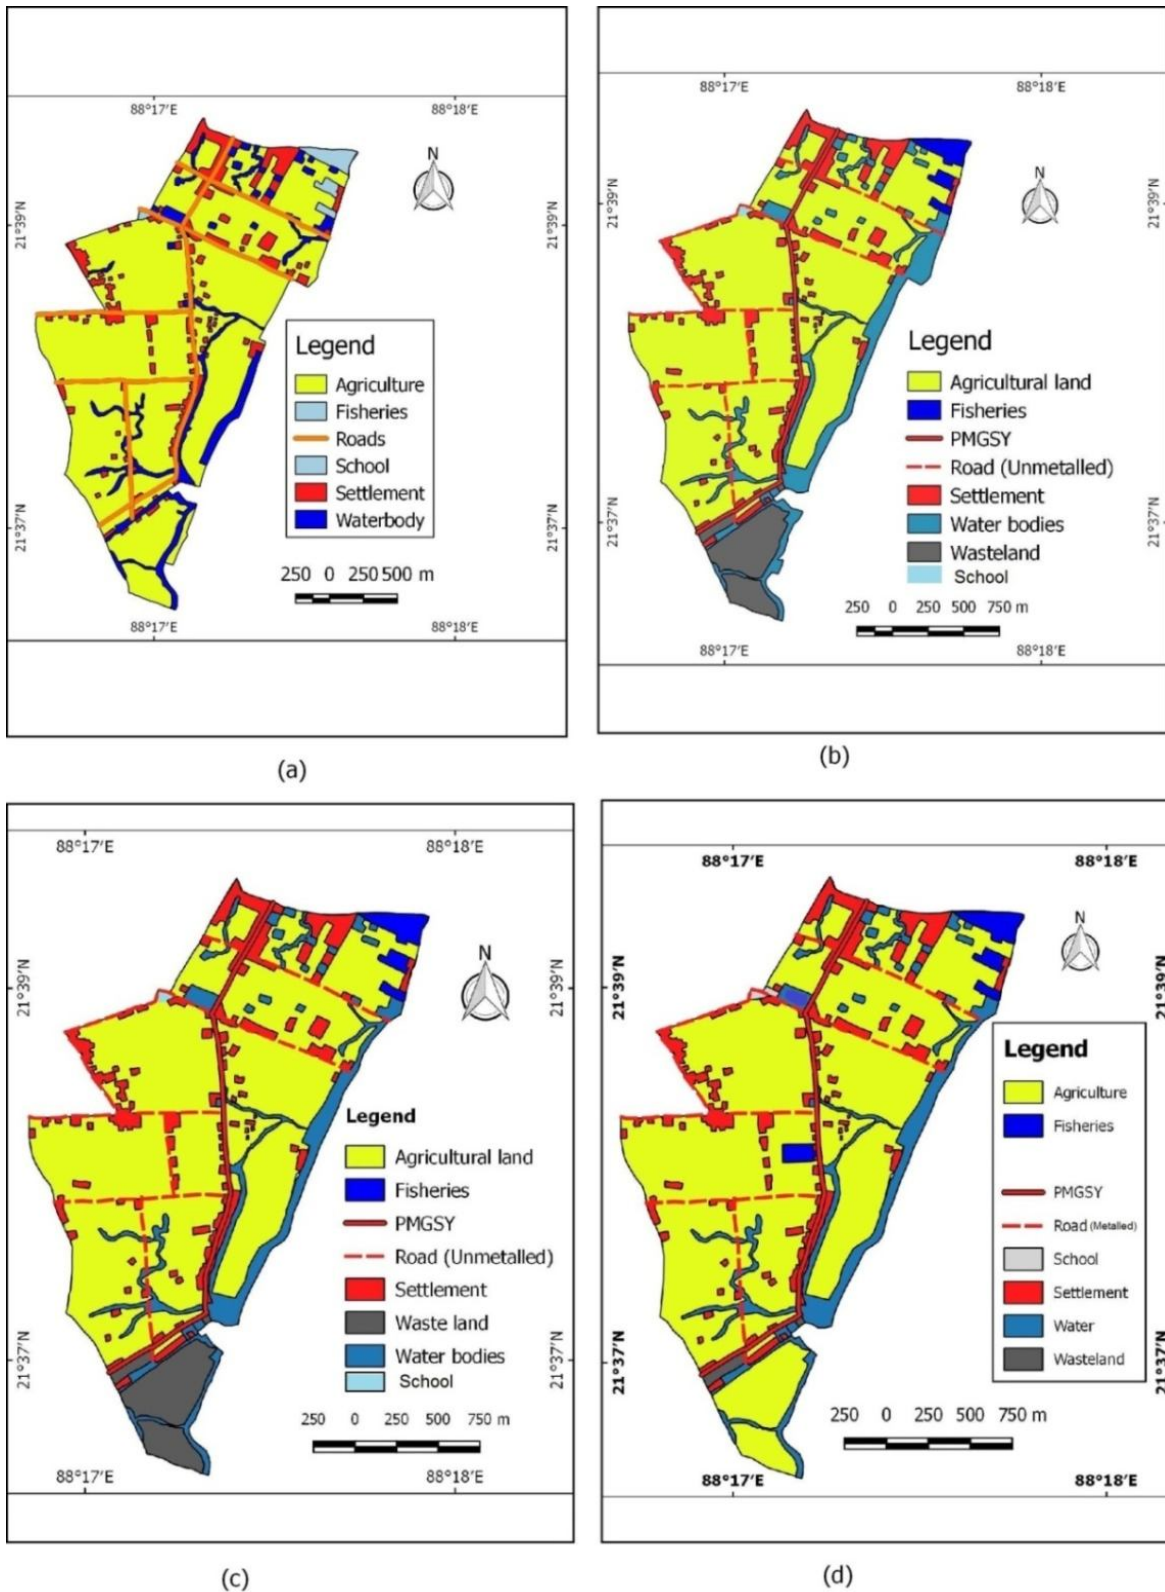 88°17'E 88°18'E
N
21°39'N 21°39'N
Legend
Agriculture
Fisheries
Roads
School
Settlement
Waterbody
21°37'N 21°37'N
250 0 250 500 m
88°17'E 88°18'E
(a)
88°17'E 88°18'E
N
21°39'N 21°39'N
Legend
Agricultural land
Fisheries
PMGSY
Road (Unmetalled)
Settlement
Water bodies
Wasteland
School
21°37'N 21°37'N
250 0 250 500 750 m
88°17'E 88°18'E
(b)
88°17'E 88°18'E
N
21°39'N 21°39'N
Legend
Agricultural land
Fisheries
PMGSY
Road (Unmetalled)
Settlement
Waste land
Water bodies
School
21°37'N 21°37'N
250 0 250 500 750 m
88°17'E 88°18'E
(c)
88°17'E 88°18'E
N
21°39'N 21°39'N
Legend
Agriculture
Fisheries
PMGSY
Road (Metalled)
School
Settlement
Water
Wasteland
21°37'N 21°37'N
250 0 250 500 750 m
88°17'E 88°18'E
(d)